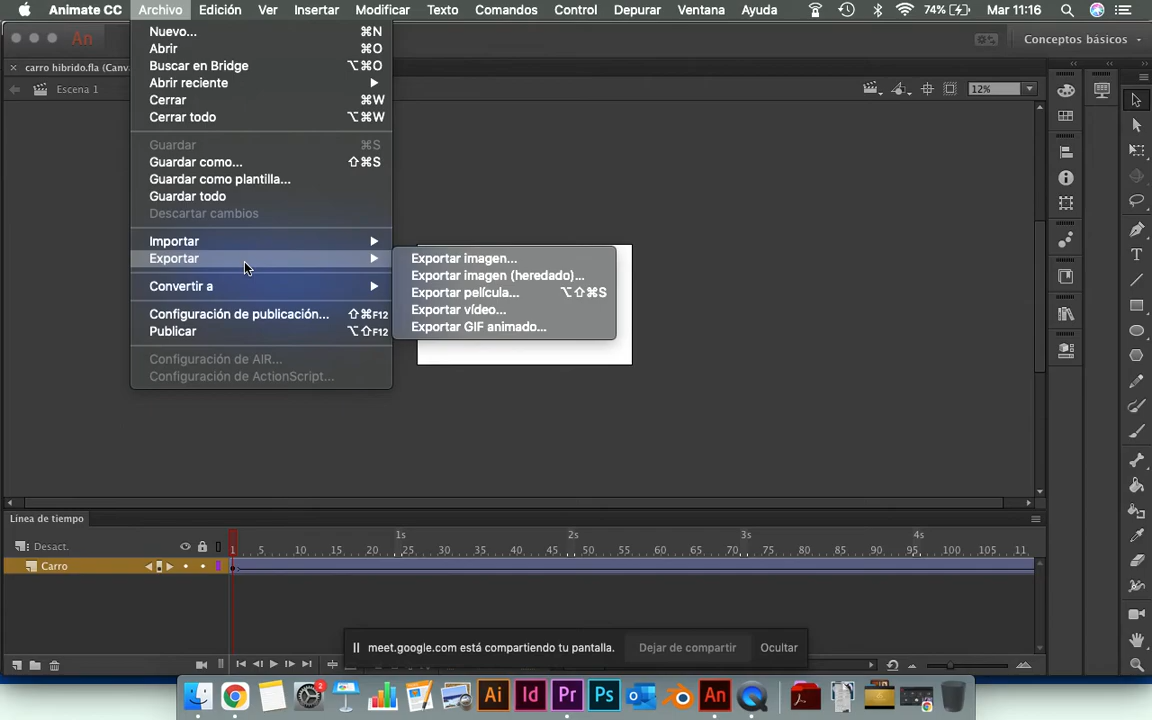 Animate CC Archivo Edición Ver Insertar Modificar Texto Comandos Control Depurar Ventana Ayuda 74% Mar 11:16
An Conceptos básicos
carro hibrido.fla (Canv
Escena 1 12%
Nuevo... ⌘N
Abrir ⌘O
Buscar en Bridge ⌥⌘O
Abrir reciente
Cerrar ⌘W
Cerrar todo ⌥⌘W
Guardar ⌘S
Guardar como... ⇧⌘S
Guardar como plantilla...
Guardar todo
Descartar cambios
Importar
Exportar
Convertir a
Configuración de publicación... ⇧⌘F12
Publicar ⌥⇧F12
Configuración de AIR...
Configuración de ActionScript...
Exportar imagen...
Exportar imagen (heredado)...
Exportar película... ⌥⇧⌘S
Exportar vídeo...
Exportar GIF animado...
Línea de tiempo
1s 2s 3s 4s
Desact. 1 5 10 15 20 25 30 35 40 45 50 55 60 65 70 75 80 85 90 95 100 105 11
Carro
meet.google.com está compartiendo tu pantalla. Dejar de compartir Ocultar
2 Ai Id Pr Ps An